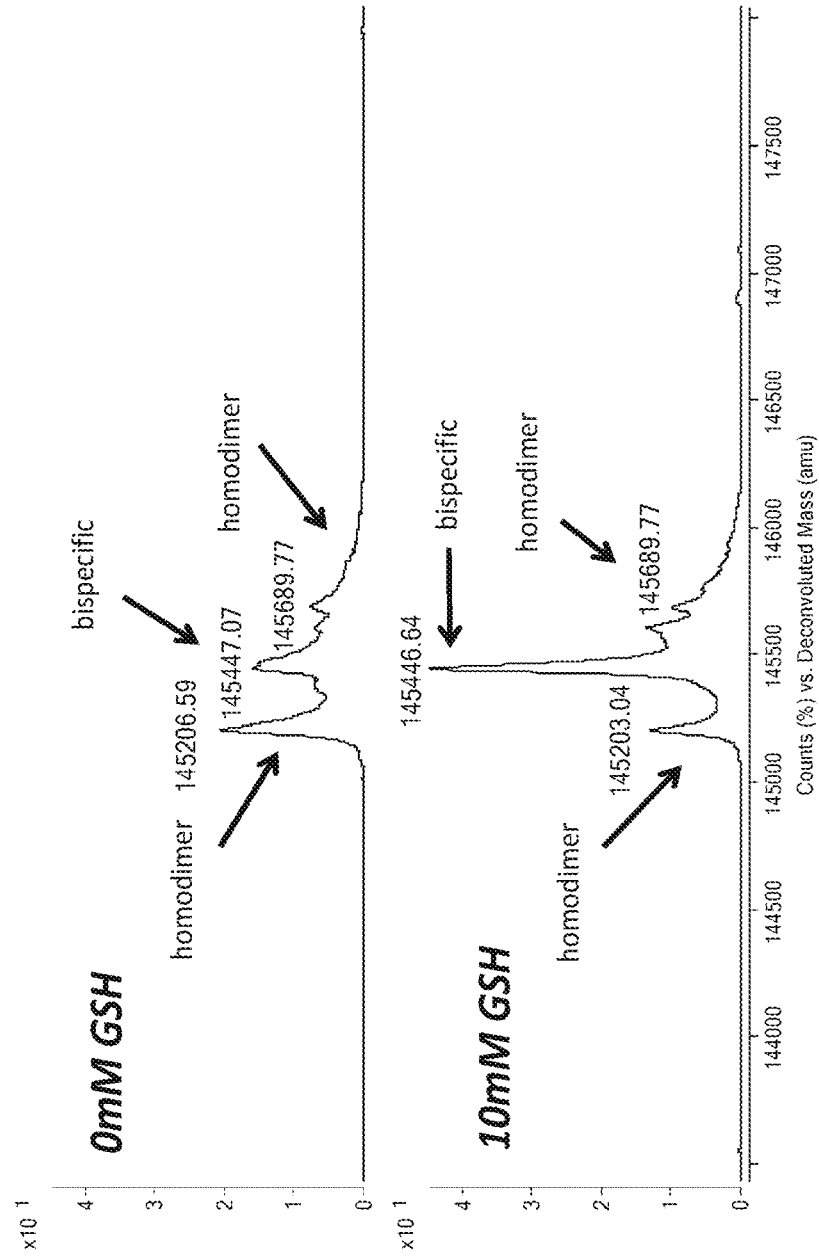 x10 1
4
3
2
1
0
0mM GSH
homodimer
145206.59
145447.07
bispecific
145689.77
homodimer
x10 1
4
3
2
1
0
10mM GSH
homodimer
145203.04
145446.64
bispecific
homodimer
145689.77
144000
144500
145000
145500
146000
146500
147000
147500
Counts (%) vs. Deconvoluted Mass (amu)